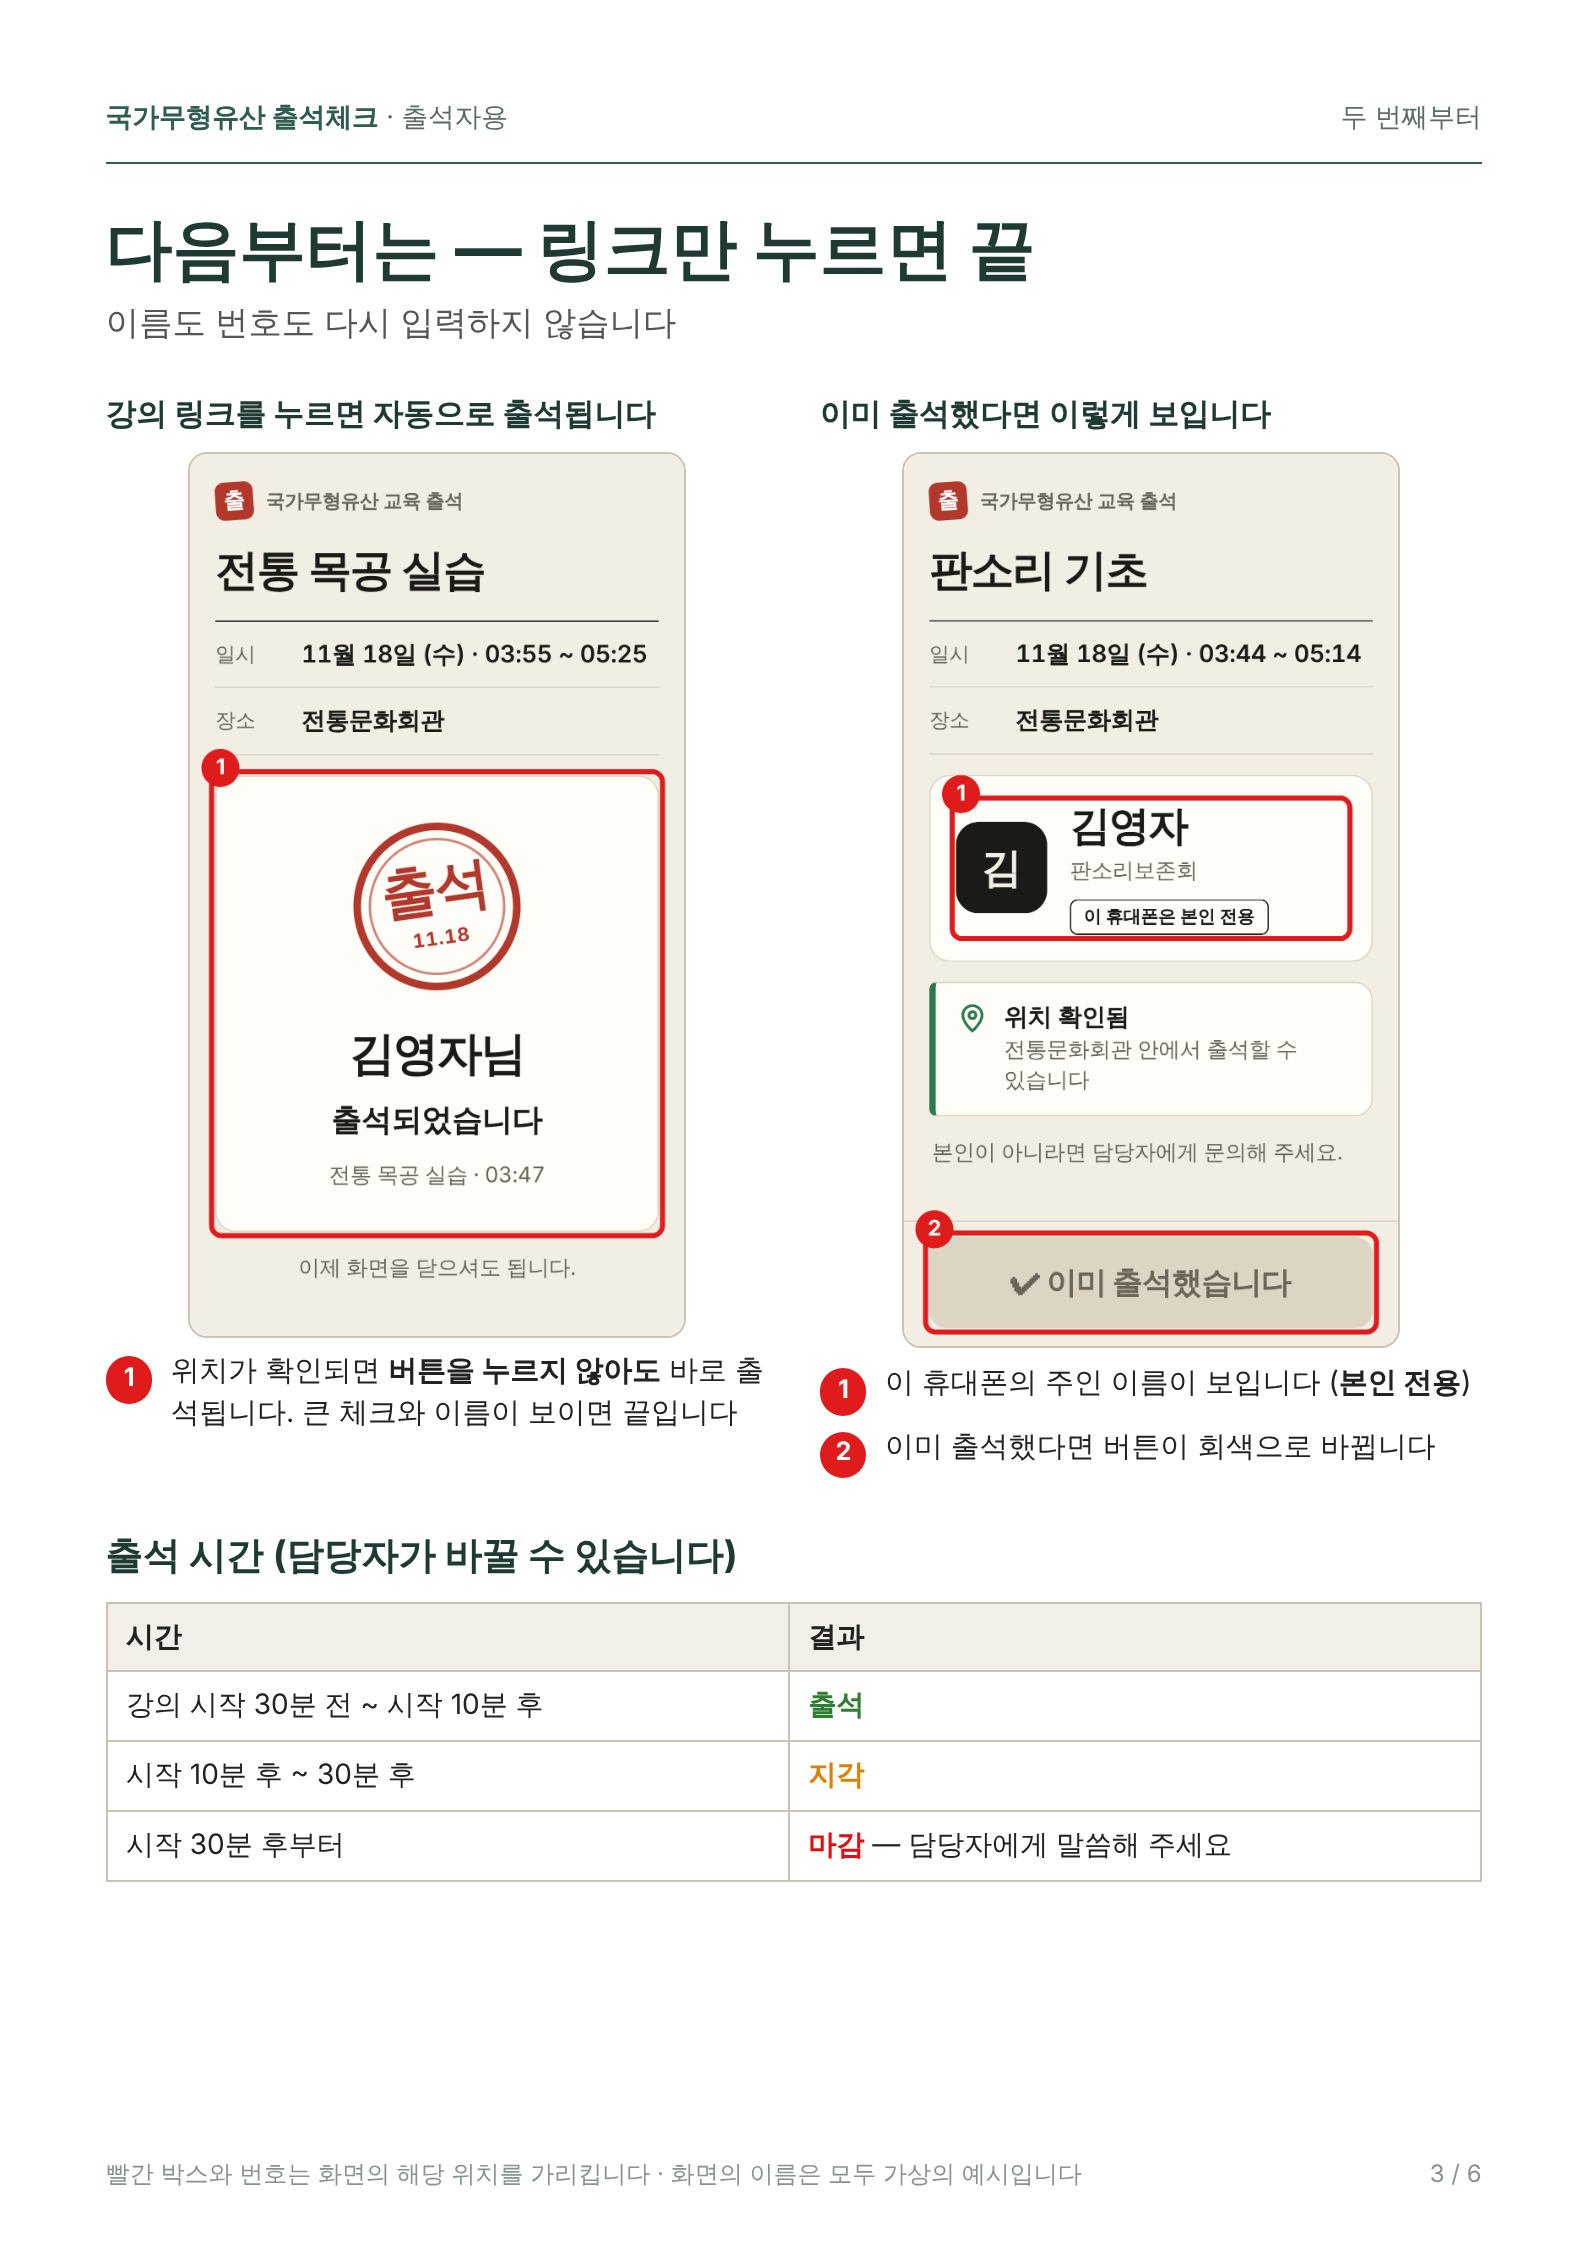 국가무형유산 출석체크 · 출석자용
두 번째부터
다음부터는 — 링크만 누르면 끝
이름도 번호도 다시 입력하지 않습니다
강의 링크를 누르면 자동으로 출석됩니다
출 국가무형유산 교육 출석
전통 목공 실습
일시 11월 18일 (수) · 03:55 ~ 05:25
장소 전통문화회관
1
출석
11.18
김영자님
출석되었습니다
전통 목공 실습 · 03:47
이제 화면을 닫으셔도 됩니다.
1 위치가 확인되면 버튼을 누르지 않아도 바로 출
석됩니다. 큰 체크와 이름이 보이면 끝입니다
이미 출석했다면 이렇게 보입니다
출 국가무형유산 교육 출석
판소리 기초
일시 11월 18일 (수) · 03:44 ~ 05:14
장소 전통문화회관
1
김
김영자
판소리보존회
이 휴대폰은 본인 전용
위치 확인됨
전통문화회관 안에서 출석할 수
있습니다
본인이 아니라면 담당자에게 문의해 주세요.
2
✔ 이미 출석했습니다
1 이 휴대폰의 주인 이름이 보입니다 (본인 전용)
2 이미 출석했다면 버튼이 회색으로 바뀝니다
출석 시간 (담당자가 바꿀 수 있습니다)
시간 결과
강의 시작 30분 전 ~ 시작 10분 후 출석
시작 10분 후 ~ 30분 후 지각
시작 30분 후부터 마감 — 담당자에게 말씀해 주세요
빨간 박스와 번호는 화면의 해당 위치를 가리킵니다 · 화면의 이름은 모두 가상의 예시입니다
3 / 6